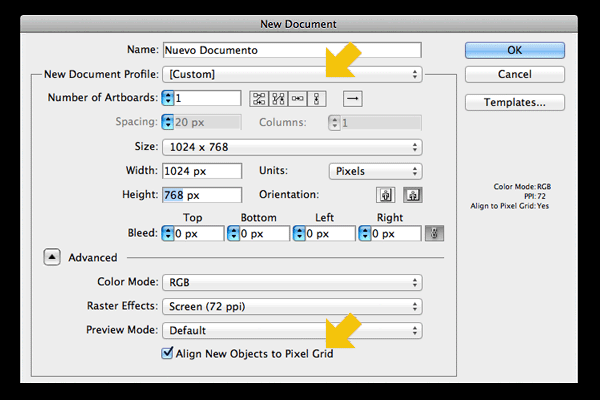 New Document
Name: Nuevo Documento
OK
New Document Profile: [Custom]
Cancel
Number of Artboards: 1
Templates...
Spacing: 20 px Columns: 1
Size: 1024 x 768
Width: 1024 px Units: Pixels
Height: 768 px Orientation:
Color Mode: RGB
PPI: 72
Align to Pixel Grid: Yes
Top Bottom Left Right
Bleed: 0 px 0 px 0 px 0 px
Advanced
Color Mode: RGB
Raster Effects: Screen (72 ppi)
Preview Mode: Default
Align New Objects to Pixel Grid